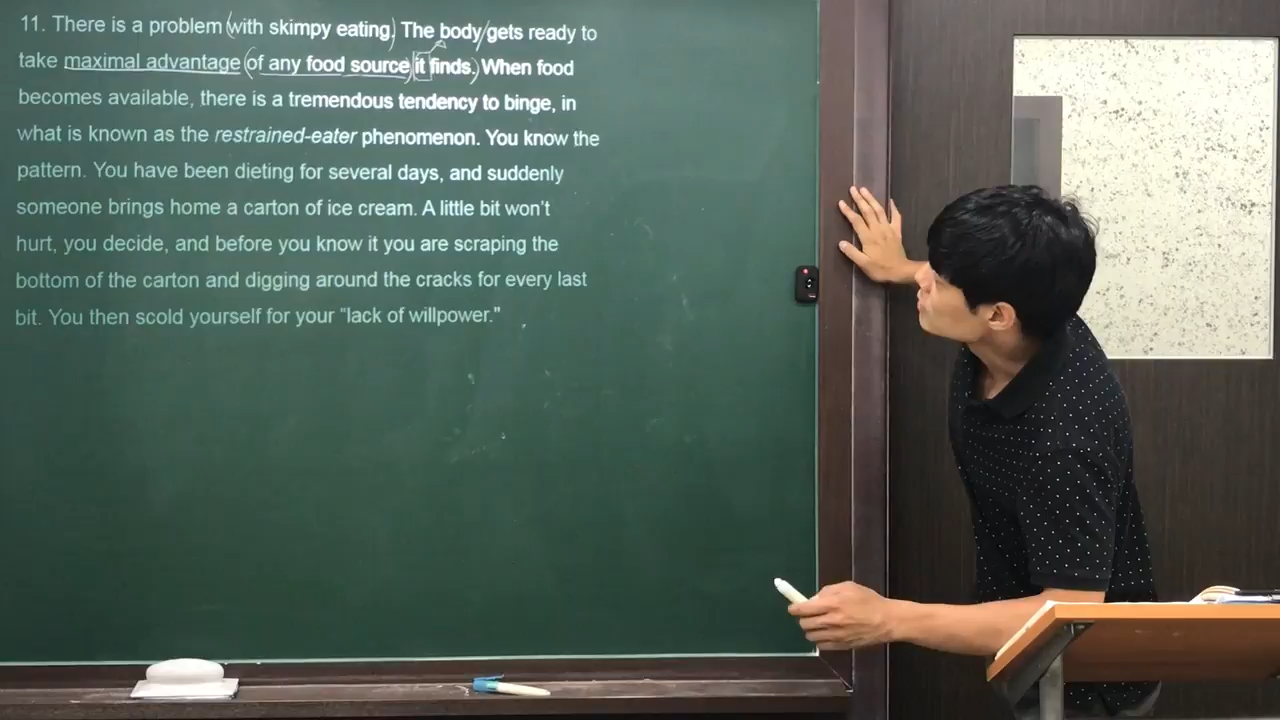 11. There is a problem (with skimpy eating.) The body/gets ready to
take maximal advantage (of any food source) it finds.) When food
becomes available, there is a tremendous tendency to binge, in
what is known as the restrained-eater phenomenon. You know the
pattern. You have been dieting for several days, and suddenly
someone brings home a carton of ice cream. A little bit won't
hurt, you decide, and before you know it you are scraping the
bottom of the carton and digging around the cracks for every last
bit. You then scold yourself for your “lack of willpower."